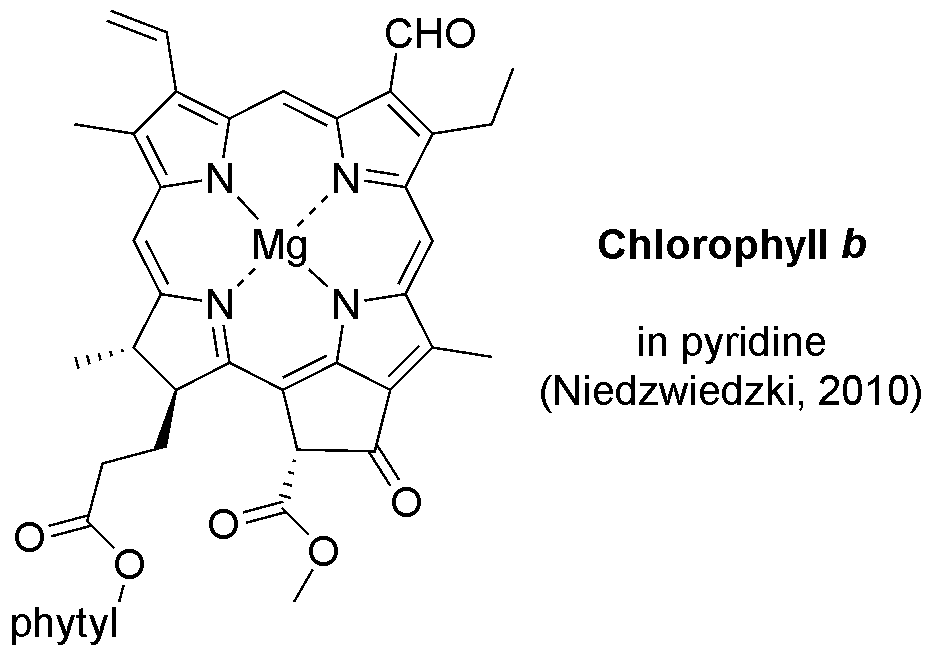 CHO
N
N
Mg
Chlorophyll b
N
N
in pyridine
(Niedzwiedzki, 2010)
O
O
O
O
O
phytyl